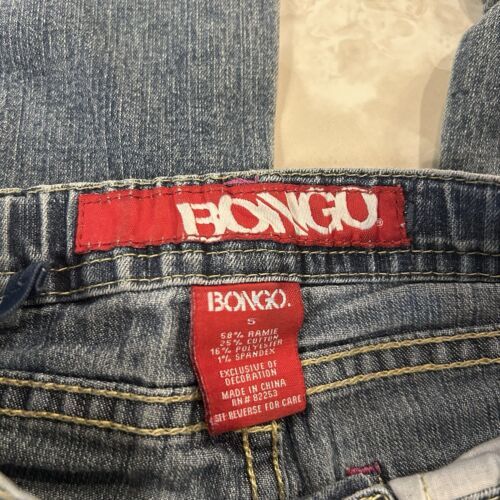 BONGO®
BONGO.
5
58% RAMIE
25% COTTON
16% POLYESTER
1% SPANDEX
EXCLUSIVE OF
DECORATION
MADE IN CHINA
RN# 82253
SEE REVERSE FOR CARE